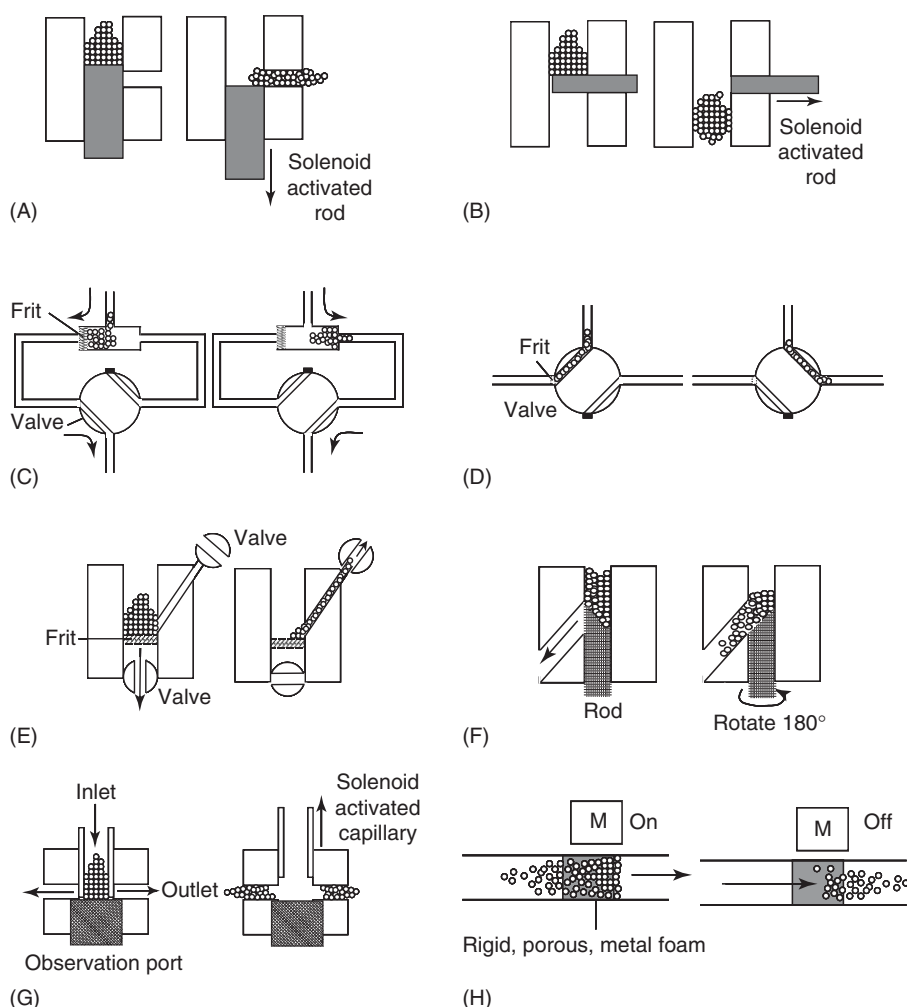 Solenoid
activated
rod
(A)
Solenoid
activated
rod
(B)
Frit
Valve
(C)
Frit
Valve
(D)
Valve
Frit
Valve
(E)
Rod
Rotate 180°
(F)
Inlet
Outlet
Observation port
Solenoid
activated
capillary
(G)
M On
M Off
Rigid, porous, metal foam
(H)